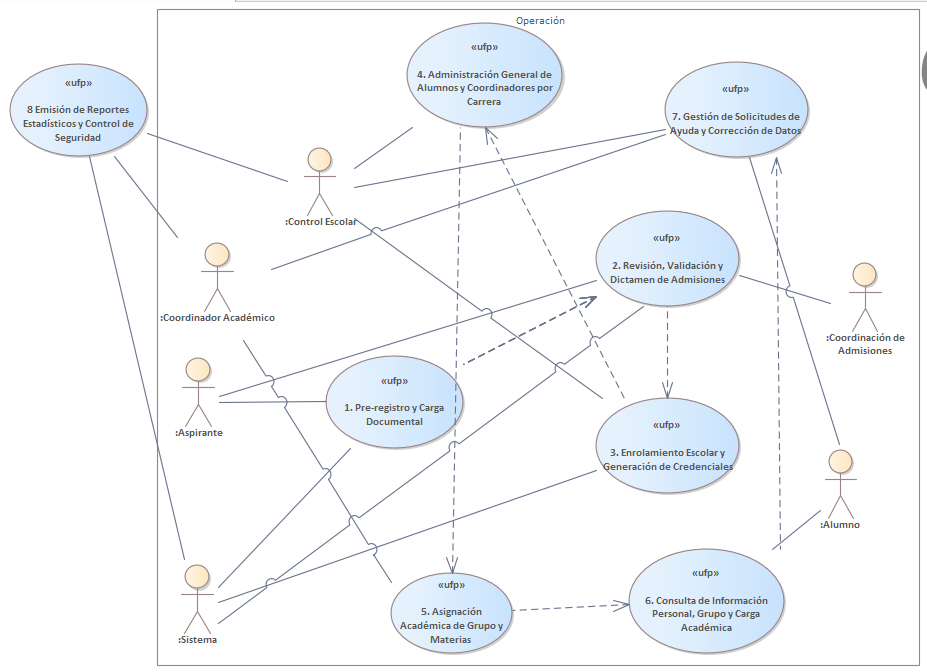 Operación
«ufp»
4. Administración General de
Alumnos y Coordinadores por
Carrera
«ufp»
8 Emisión de Reportes
Estadísticos y Control de
Seguridad
«ufp»
7. Gestión de Solicitudes de
Ayuda y Corrección de Datos
:Control Escolar
«ufp»
2. Revisión, Validación y
Dictamen de Admisiones
:Coordinador Académico
:Coordinación de
Admisiones
«ufp»
1. Pre-registro y Carga
Documental
:Aspirante
«ufp»
3. Enrolamiento Escolar y
Generación de Credenciales
:Alumno
«ufp»
5. Asignación
Académica de Grupo y
Materias
«ufp»
6. Consulta de Información
Personal, Grupo y Carga
Académica
:Sistema